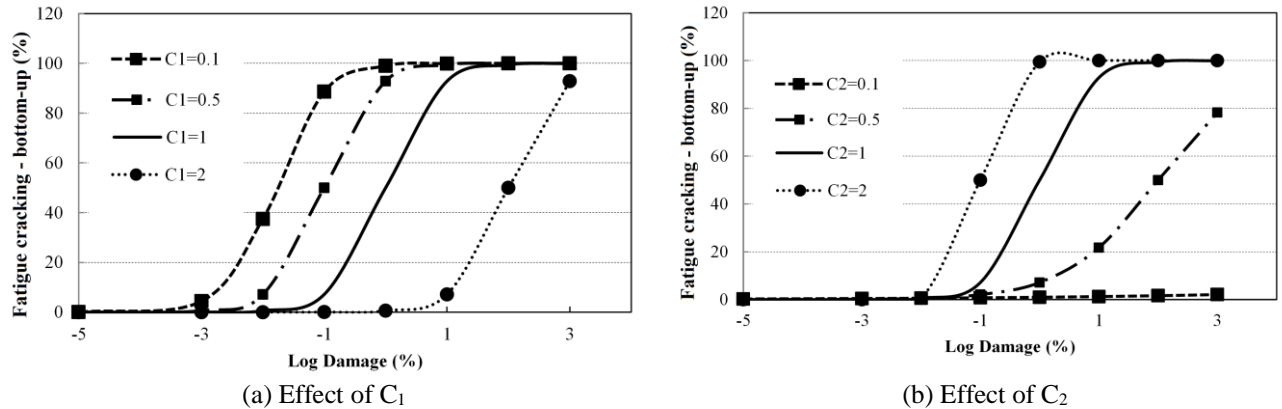 Fatigue cracking - bottom-up (%)
120
100
80
60
40
20
0
C1=0.1
C1=0.5
C1=1
C1=2
-5
-3
-1
1
3
Log Damage (%)
(a) Effect of C₁
Fatigue cracking - bottom-up (%)
120
100
80
60
40
20
0
C2=0.1
C2=0.5
C2=1
C2=2
-5
-3
-1
1
3
Log Damage (%)
(b) Effect of C₂